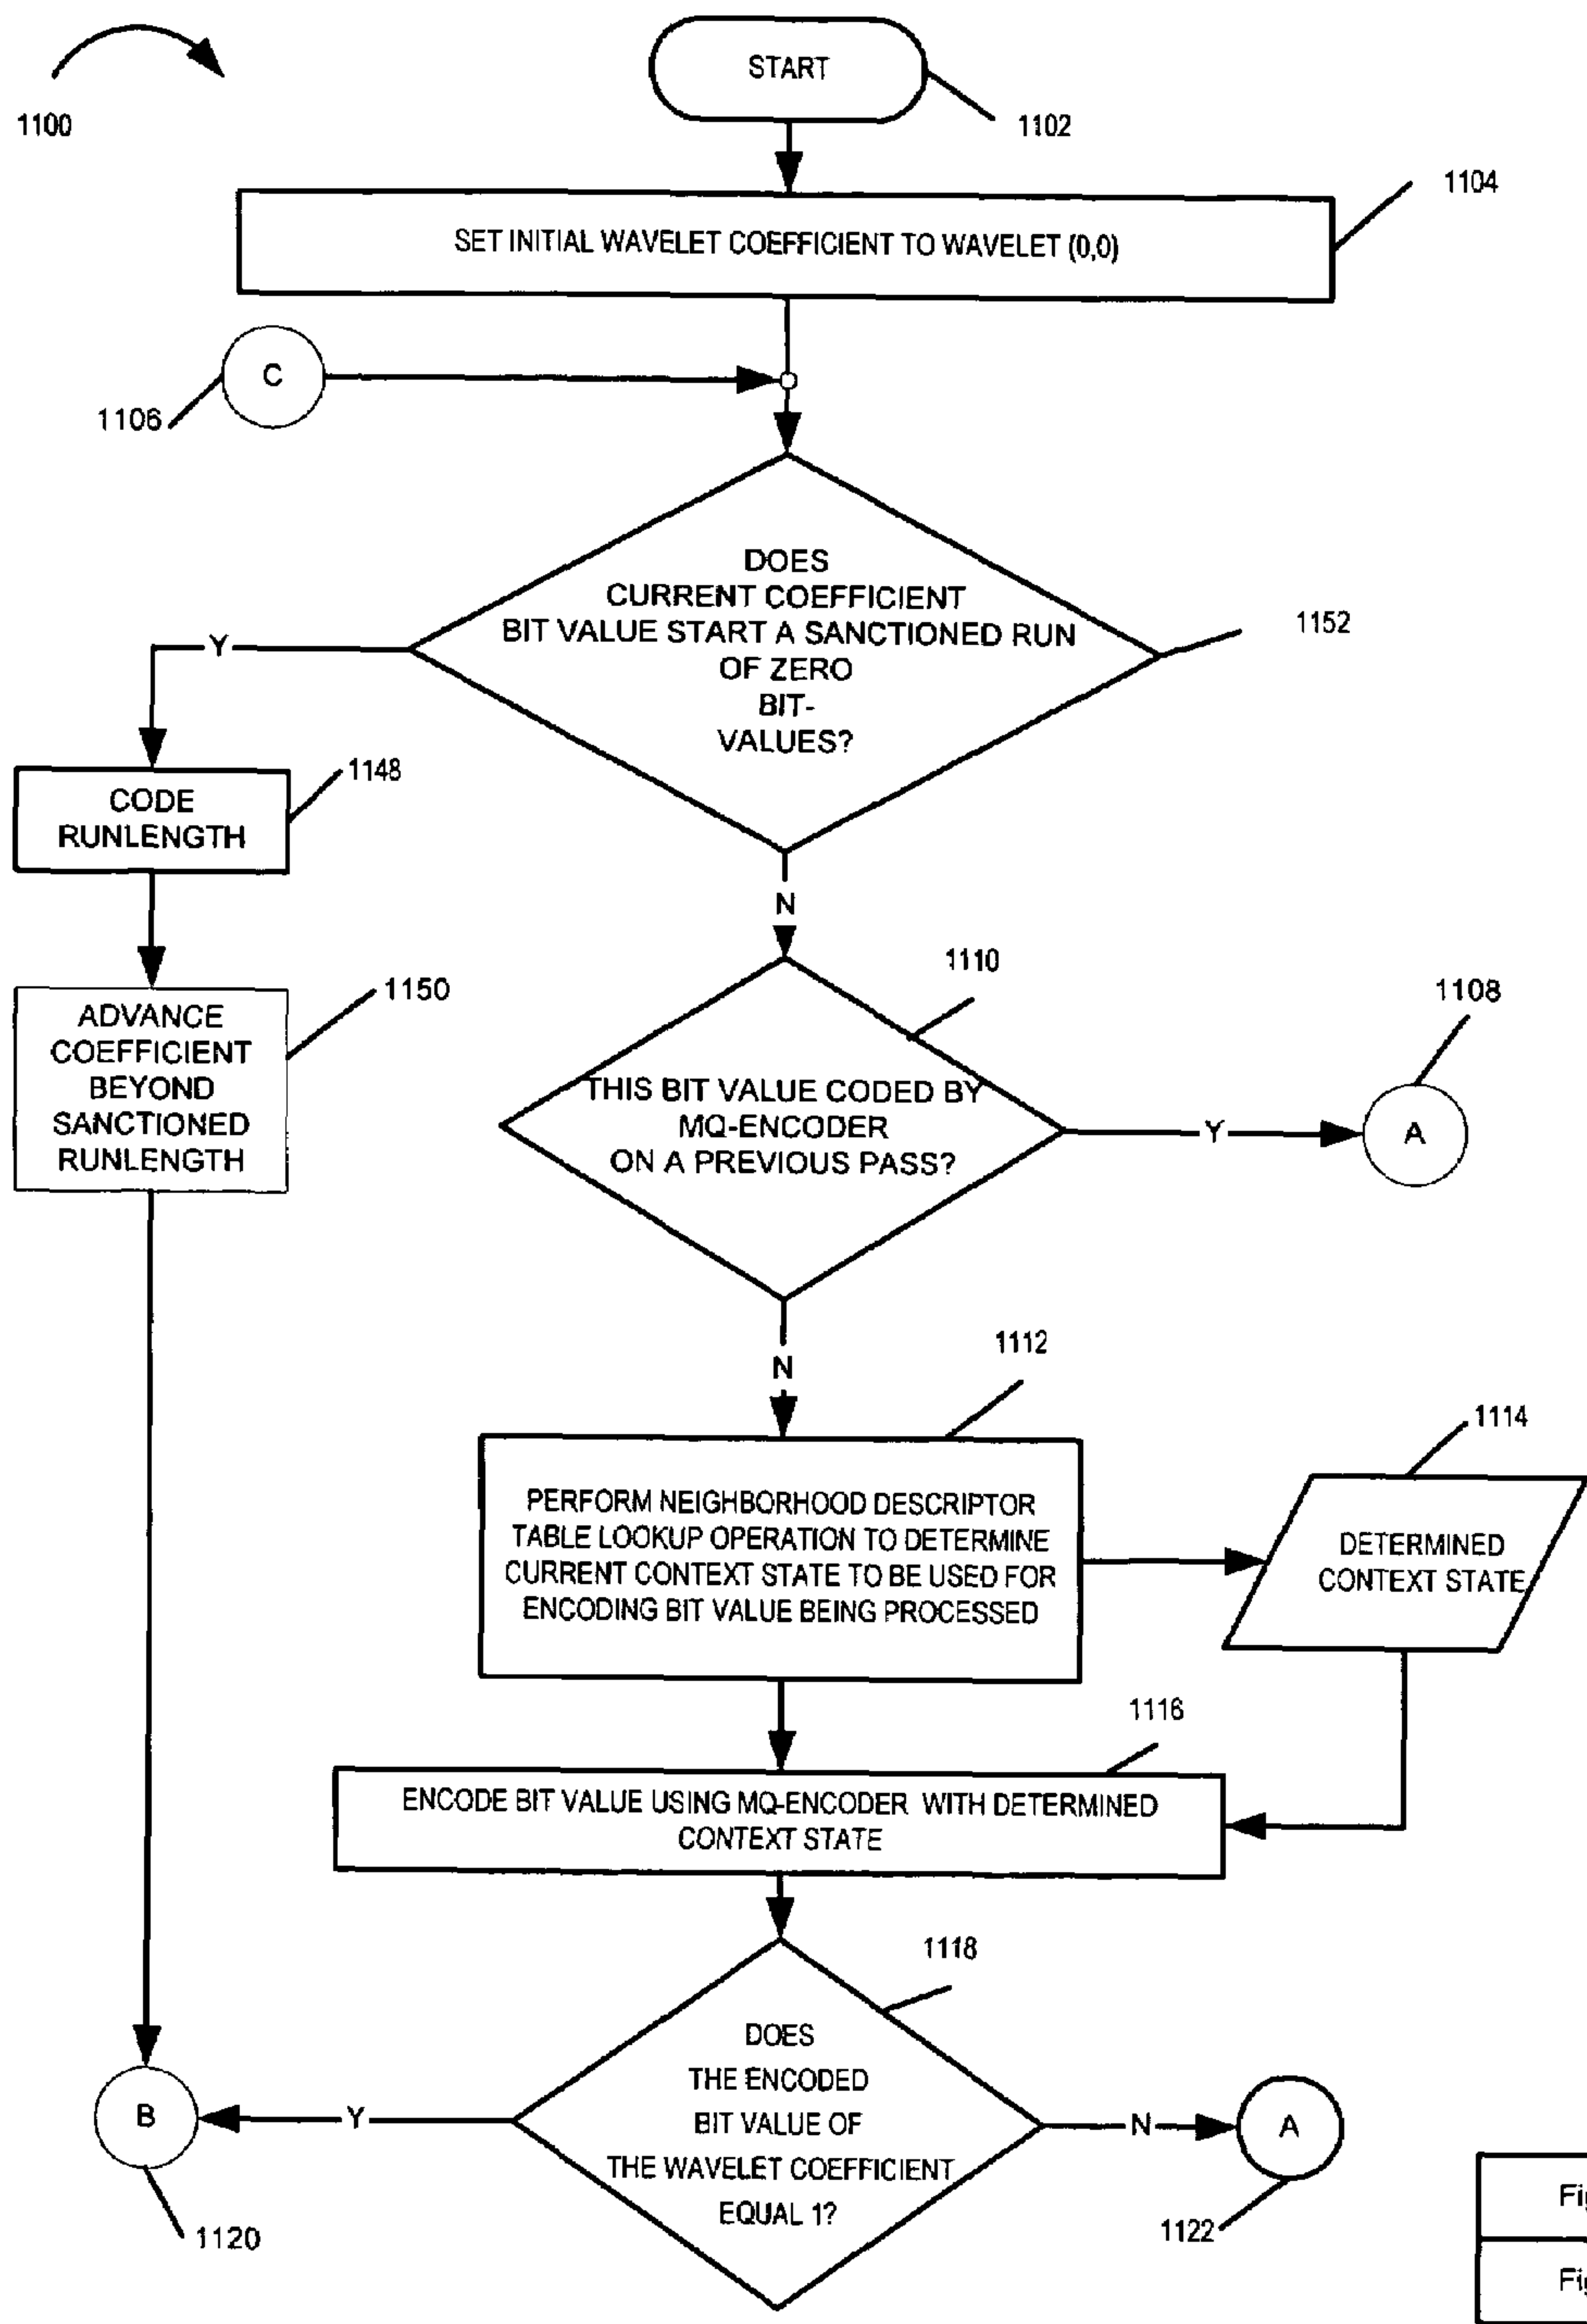 1100
START
1102
1104
SET INITIAL WAVELET COEFFICIENT TO WAVELET (0,0)
C
1106
DOES
CURRENT COEFFICIENT
BIT VALUE START A SANCTIONED RUN
OF ZERO
BIT-
VALUES?
1152
Y
1148
CODE
RUNLENGTH
N
1110
1150
ADVANCE
COEFFICIENT
BEYOND
SANCTIONED
RUNLENGTH
1108
THIS BIT VALUE CODED BY
MQ-ENCODER
ON A PREVIOUS PASS?
Y
A
N
1112
1114
PERFORM NEIGHBORHOOD DESCRIPTOR
TABLE LOOKUP OPERATION TO DETERMINE
CURRENT CONTEXT STATE TO BE USED FOR
ENCODING BIT VALUE BEING PROCESSED
DETERMINED
CONTEXT STATE
1116
ENCODE BIT VALUE USING MQ-ENCODER WITH DETERMINED
CONTEXT STATE
1118
DOES
THE ENCODED
BIT VALUE OF
THE WAVELET COEFFICIENT
EQUAL 1?
B
Y
N
A
1120
1122